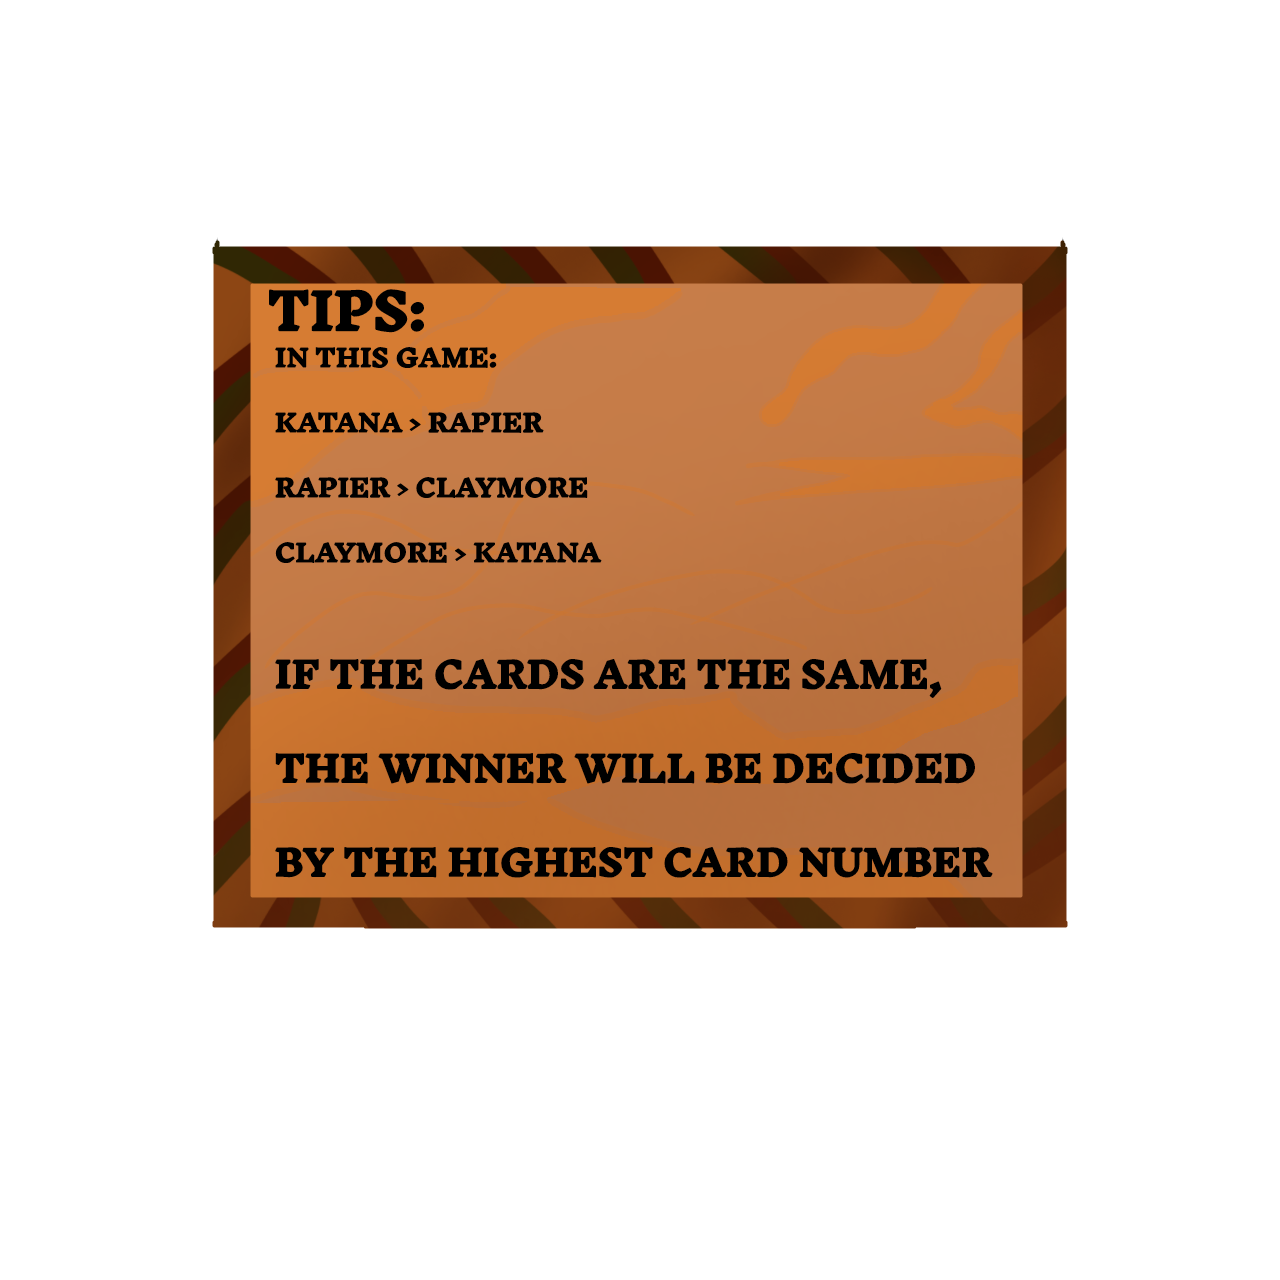 TIPS:
IN THIS GAME:
KATANA > RAPIER
RAPIER > CLAYMORE
CLAYMORE > KATANA
IF THE CARDS ARE THE SAME,
THE WINNER WILL BE DECIDED
BY THE HIGHEST CARD NUMBER